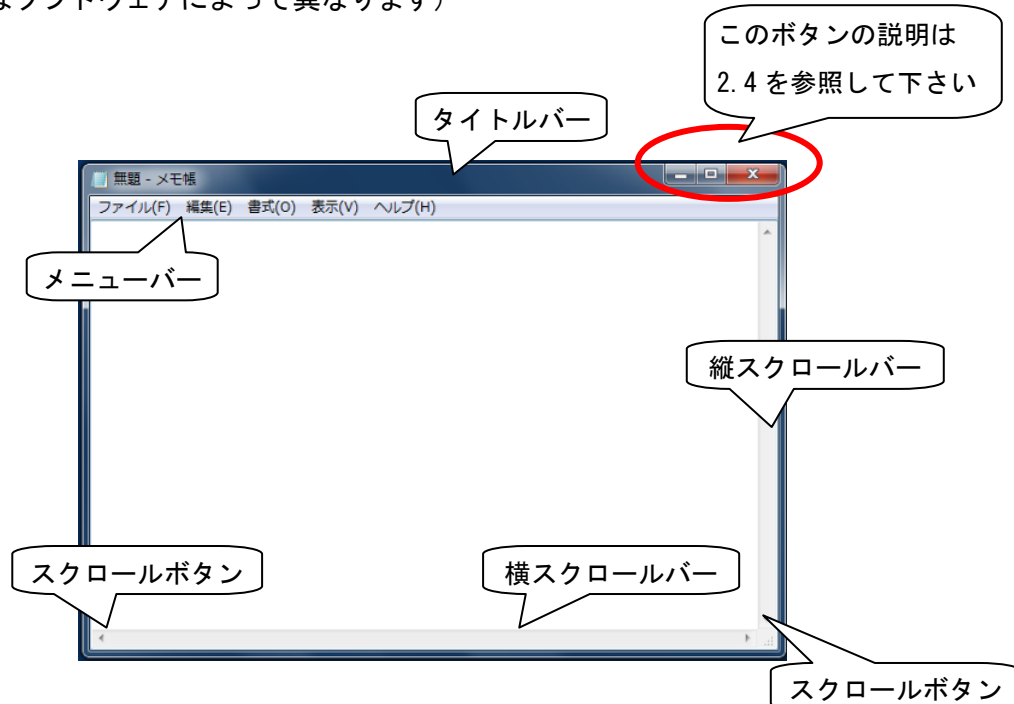 はソフトウェアによって異なります）
このボタンの説明は
2.4 を参照して下さい
タイトルバー
無題 - メモ帳
ファイル(F) 編集(E) 書式(O) 表示(V) ヘルプ(H)
メニューバー
縦スクロールバー
スクロールボタン
横スクロールバー
スクロールボタン